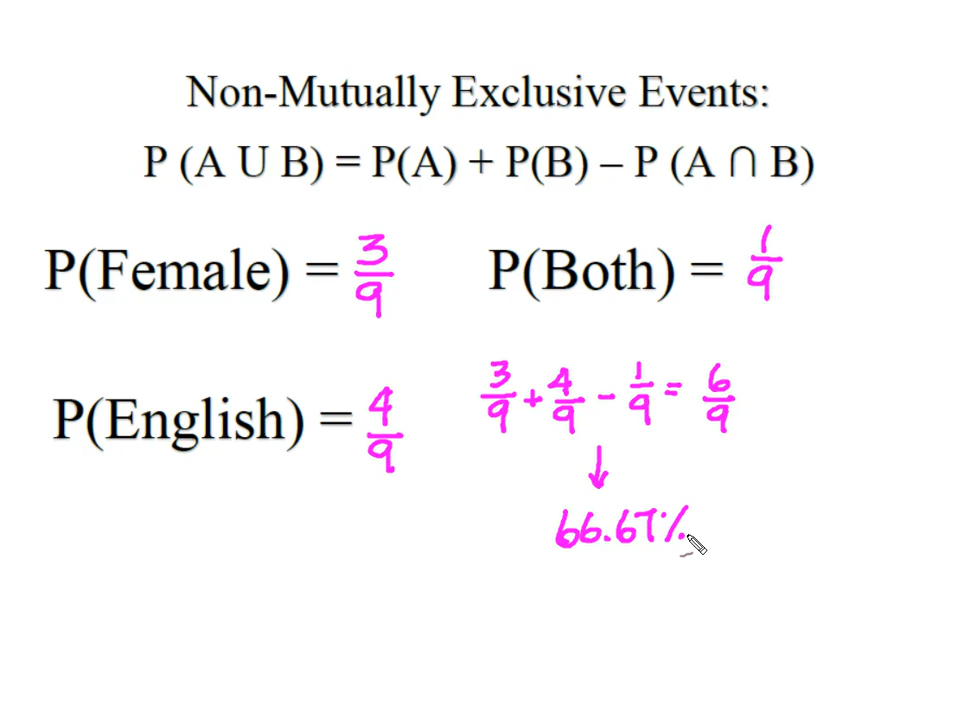 Non-Mutually Exclusive Events:
P (A U B) = P(A) + P(B) – P (A ∩ B)
P(Female) = 3/9
P(Both) = 1/9
P(English) = 4/9
3/9 + 4/9 - 1/9 = 6/9
↓
66.67%